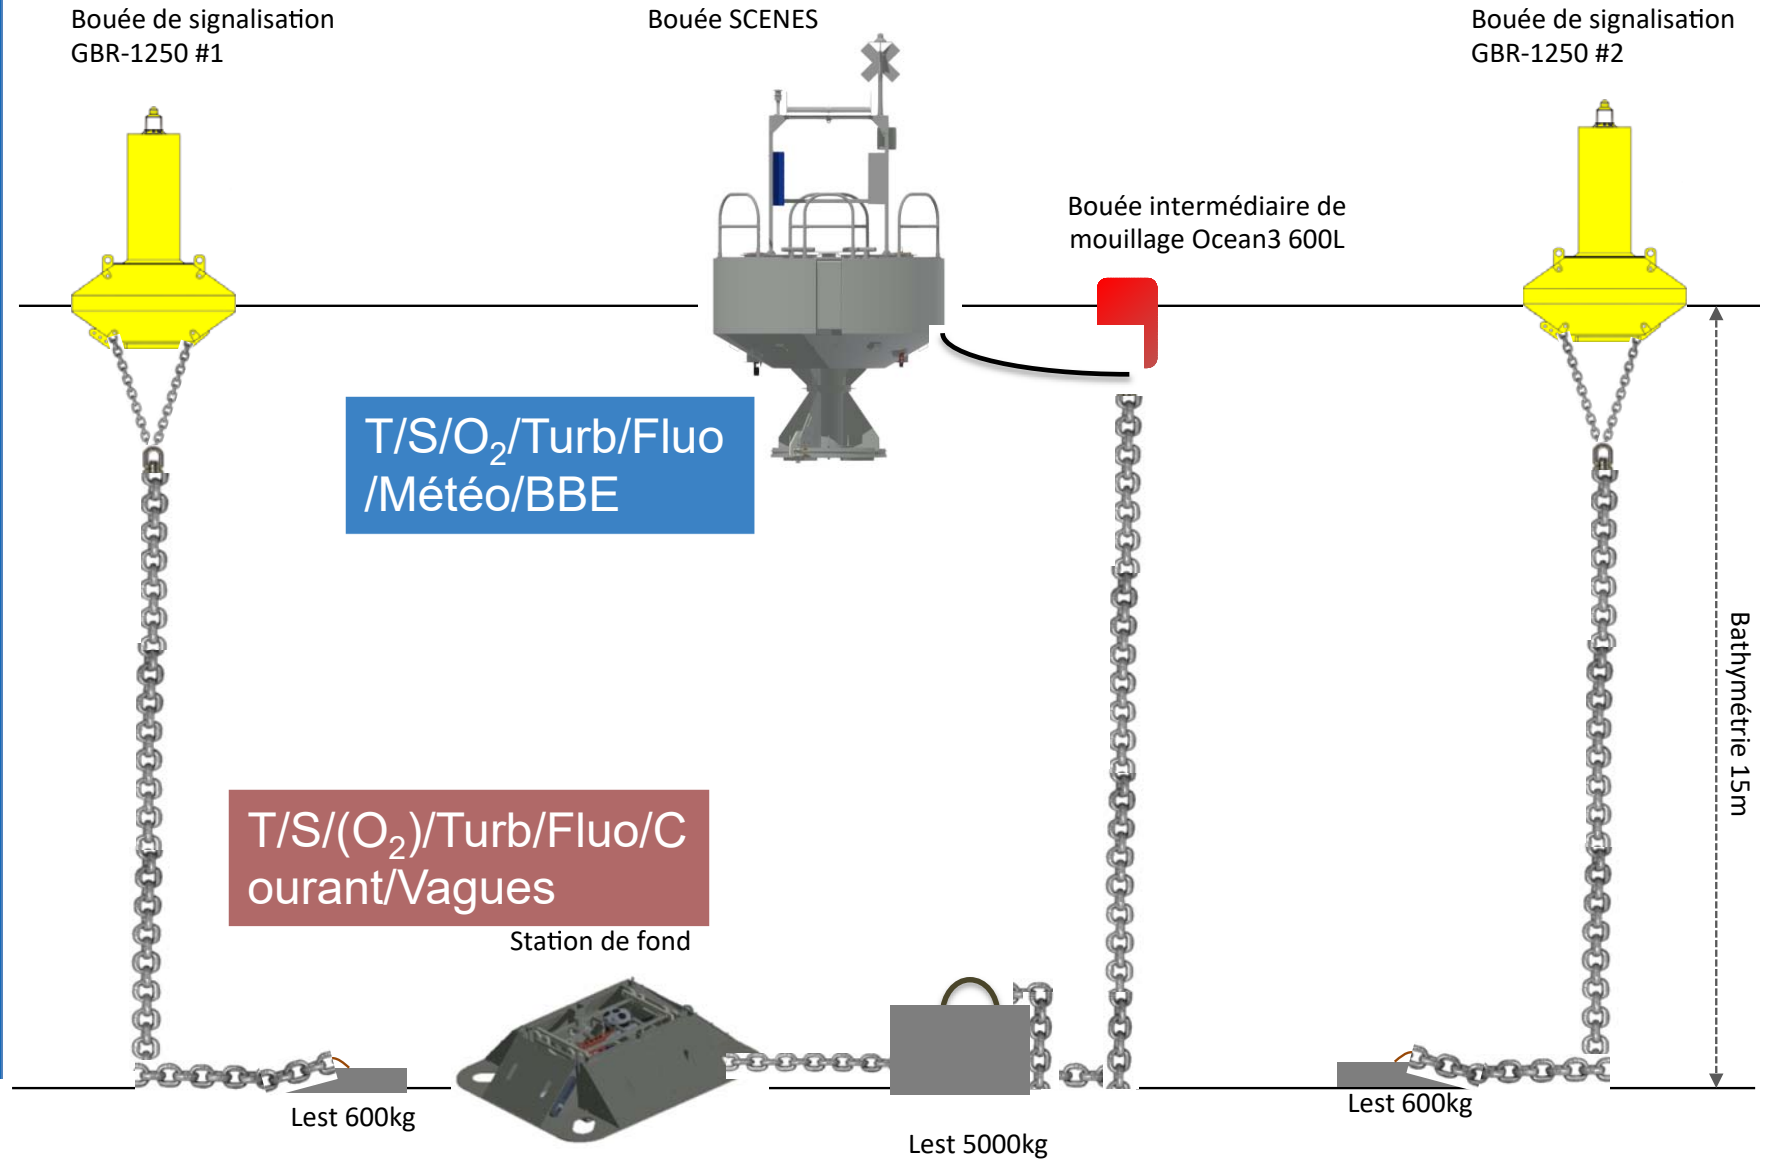 Bouée de signalisation
GBR-1250 #1
Bouée SCENES
Bouée de signalisation
GBR-1250 #2
Bouée intermédiaire de
mouillage Ocean3 600L
T/S/O₂/Turb/Fluo
/Météo/BBE
Bathymétrie 15m
T/S/(O₂)/Turb/Fluo/C
ourant/Vagues
Station de fond
Lest 600kg
Lest 5000kg
Lest 600kg